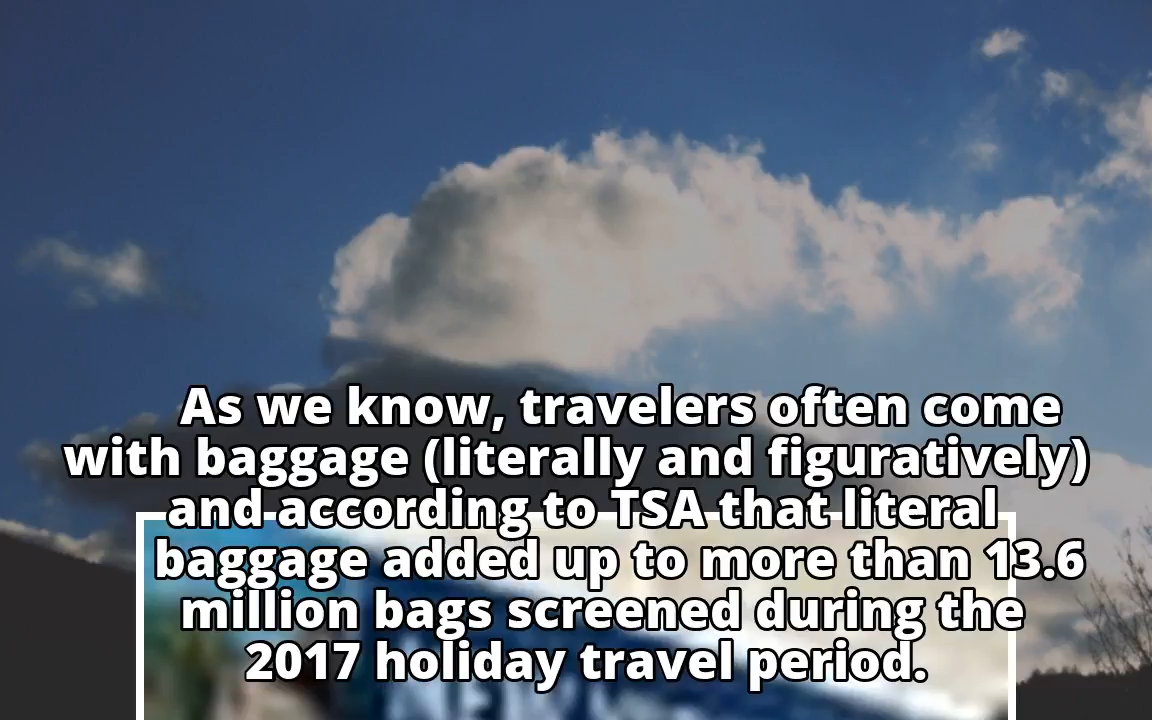 As we know, travelers often come
with baggage (literally and figuratively)
and according to TSA that literal
baggage added up to more than 13.6
million bags screened during the
2017 holiday travel period.